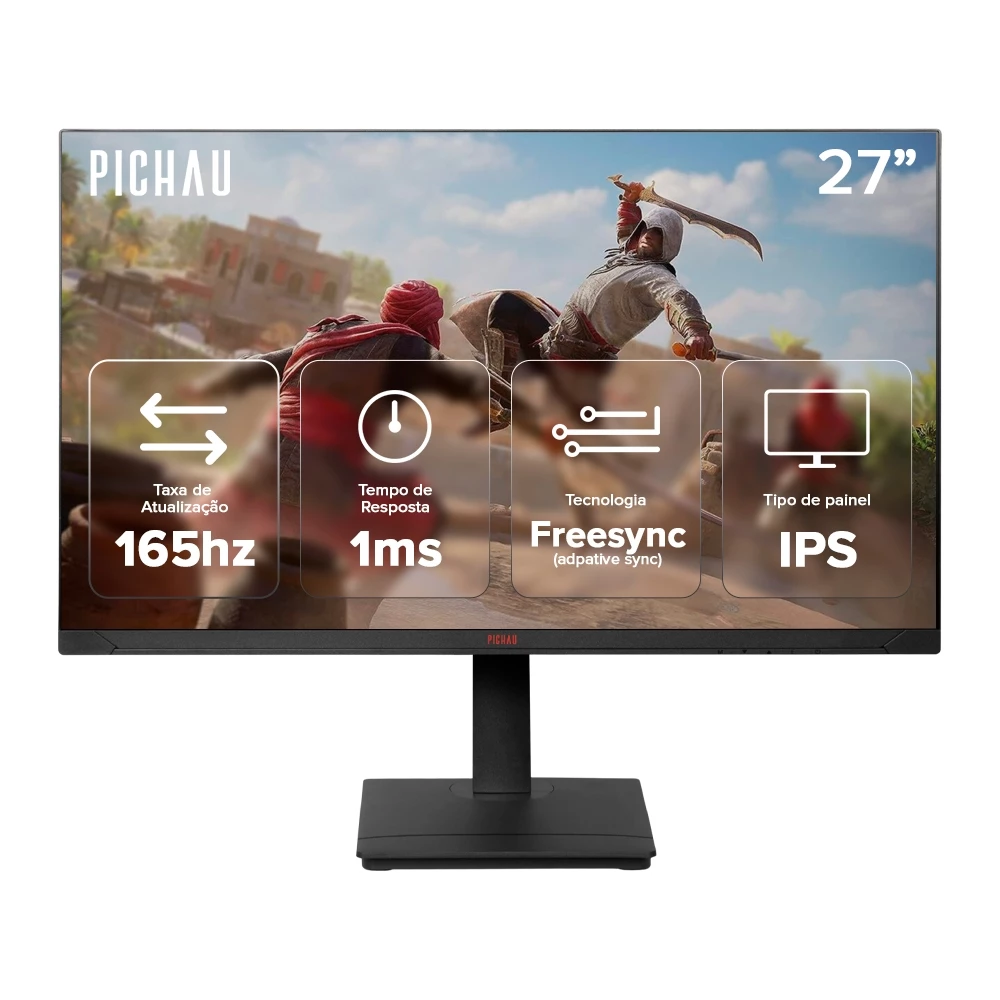 PICHAU
27”
Taxa de
Atualização
165hz
Tempo de
Resposta
1ms
Tecnologia
Freesync
(adpative sync)
Tipo de painel
IPS
PICHAU